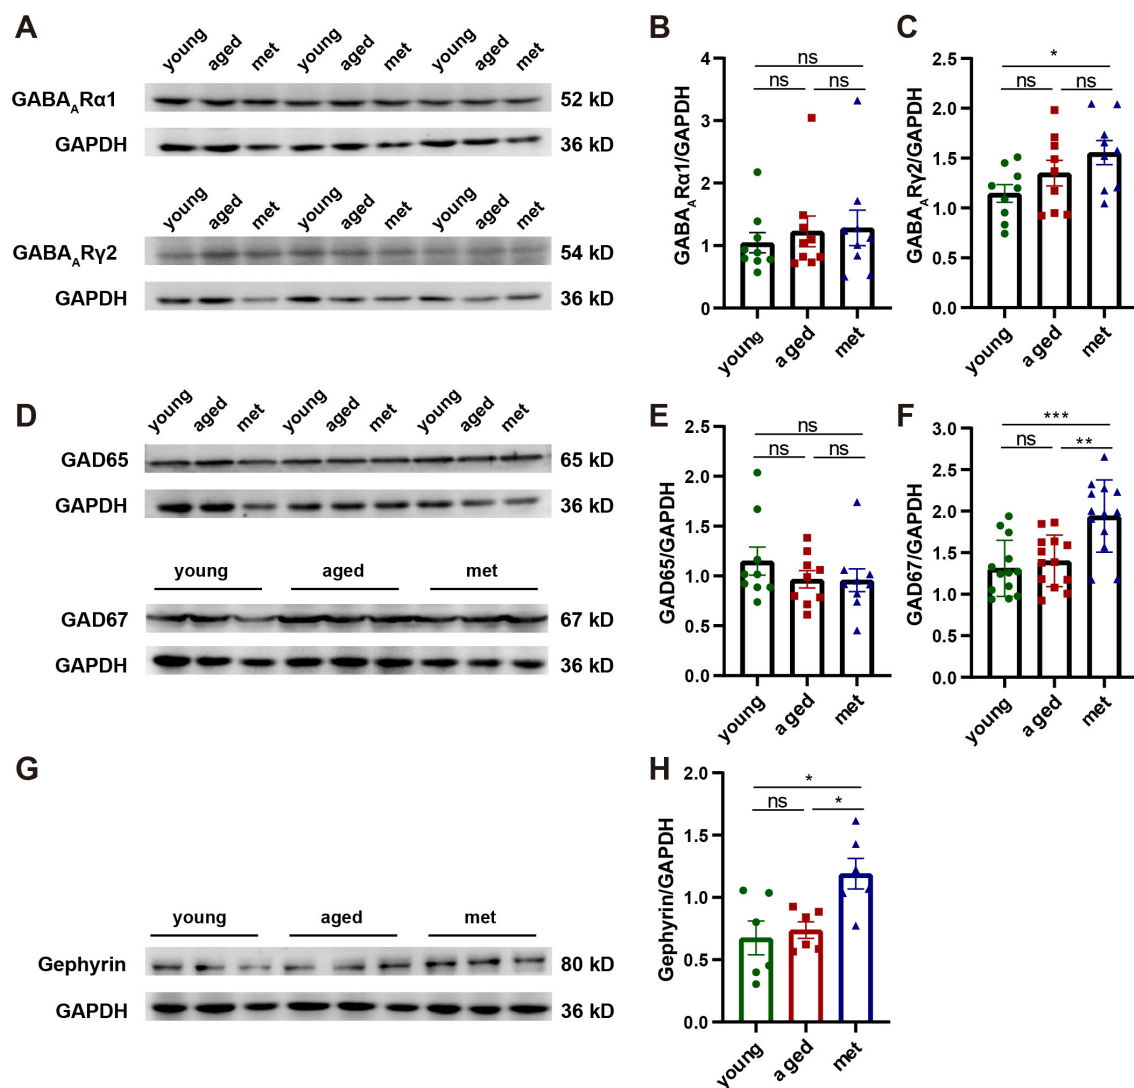 A
young aged met young aged met young aged met
GABAARα1 52 kD
GAPDH 36 kD
young aged met young aged met young aged met
GABAARγ2 54 kD
GAPDH 36 kD
B
ns
ns ns
GABAARα1/GAPDH
4
3
2
1
0
young aged met
C
*
ns ns
GABAARγ2/GAPDH
2.5
2.0
1.5
1.0
0.5
0.0
young aged met
D
young aged met young aged met young aged met
GAD65 65 kD
GAPDH 36 kD
young aged met
GAD67 67 kD
GAPDH 36 kD
E
ns
ns ns
GAD65/GAPDH
2.5
2.0
1.5
1.0
0.5
0.0
young aged met
F
***
ns **
GAD67/GAPDH
3.0
2.5
2.0
1.5
1.0
0.5
0.0
young aged met
G
young aged met
Gephyrin 80 kD
GAPDH 36 kD
H
*
ns *
Gephyrin/GAPDH
2.0
1.5
1.0
0.5
0.0
young aged met